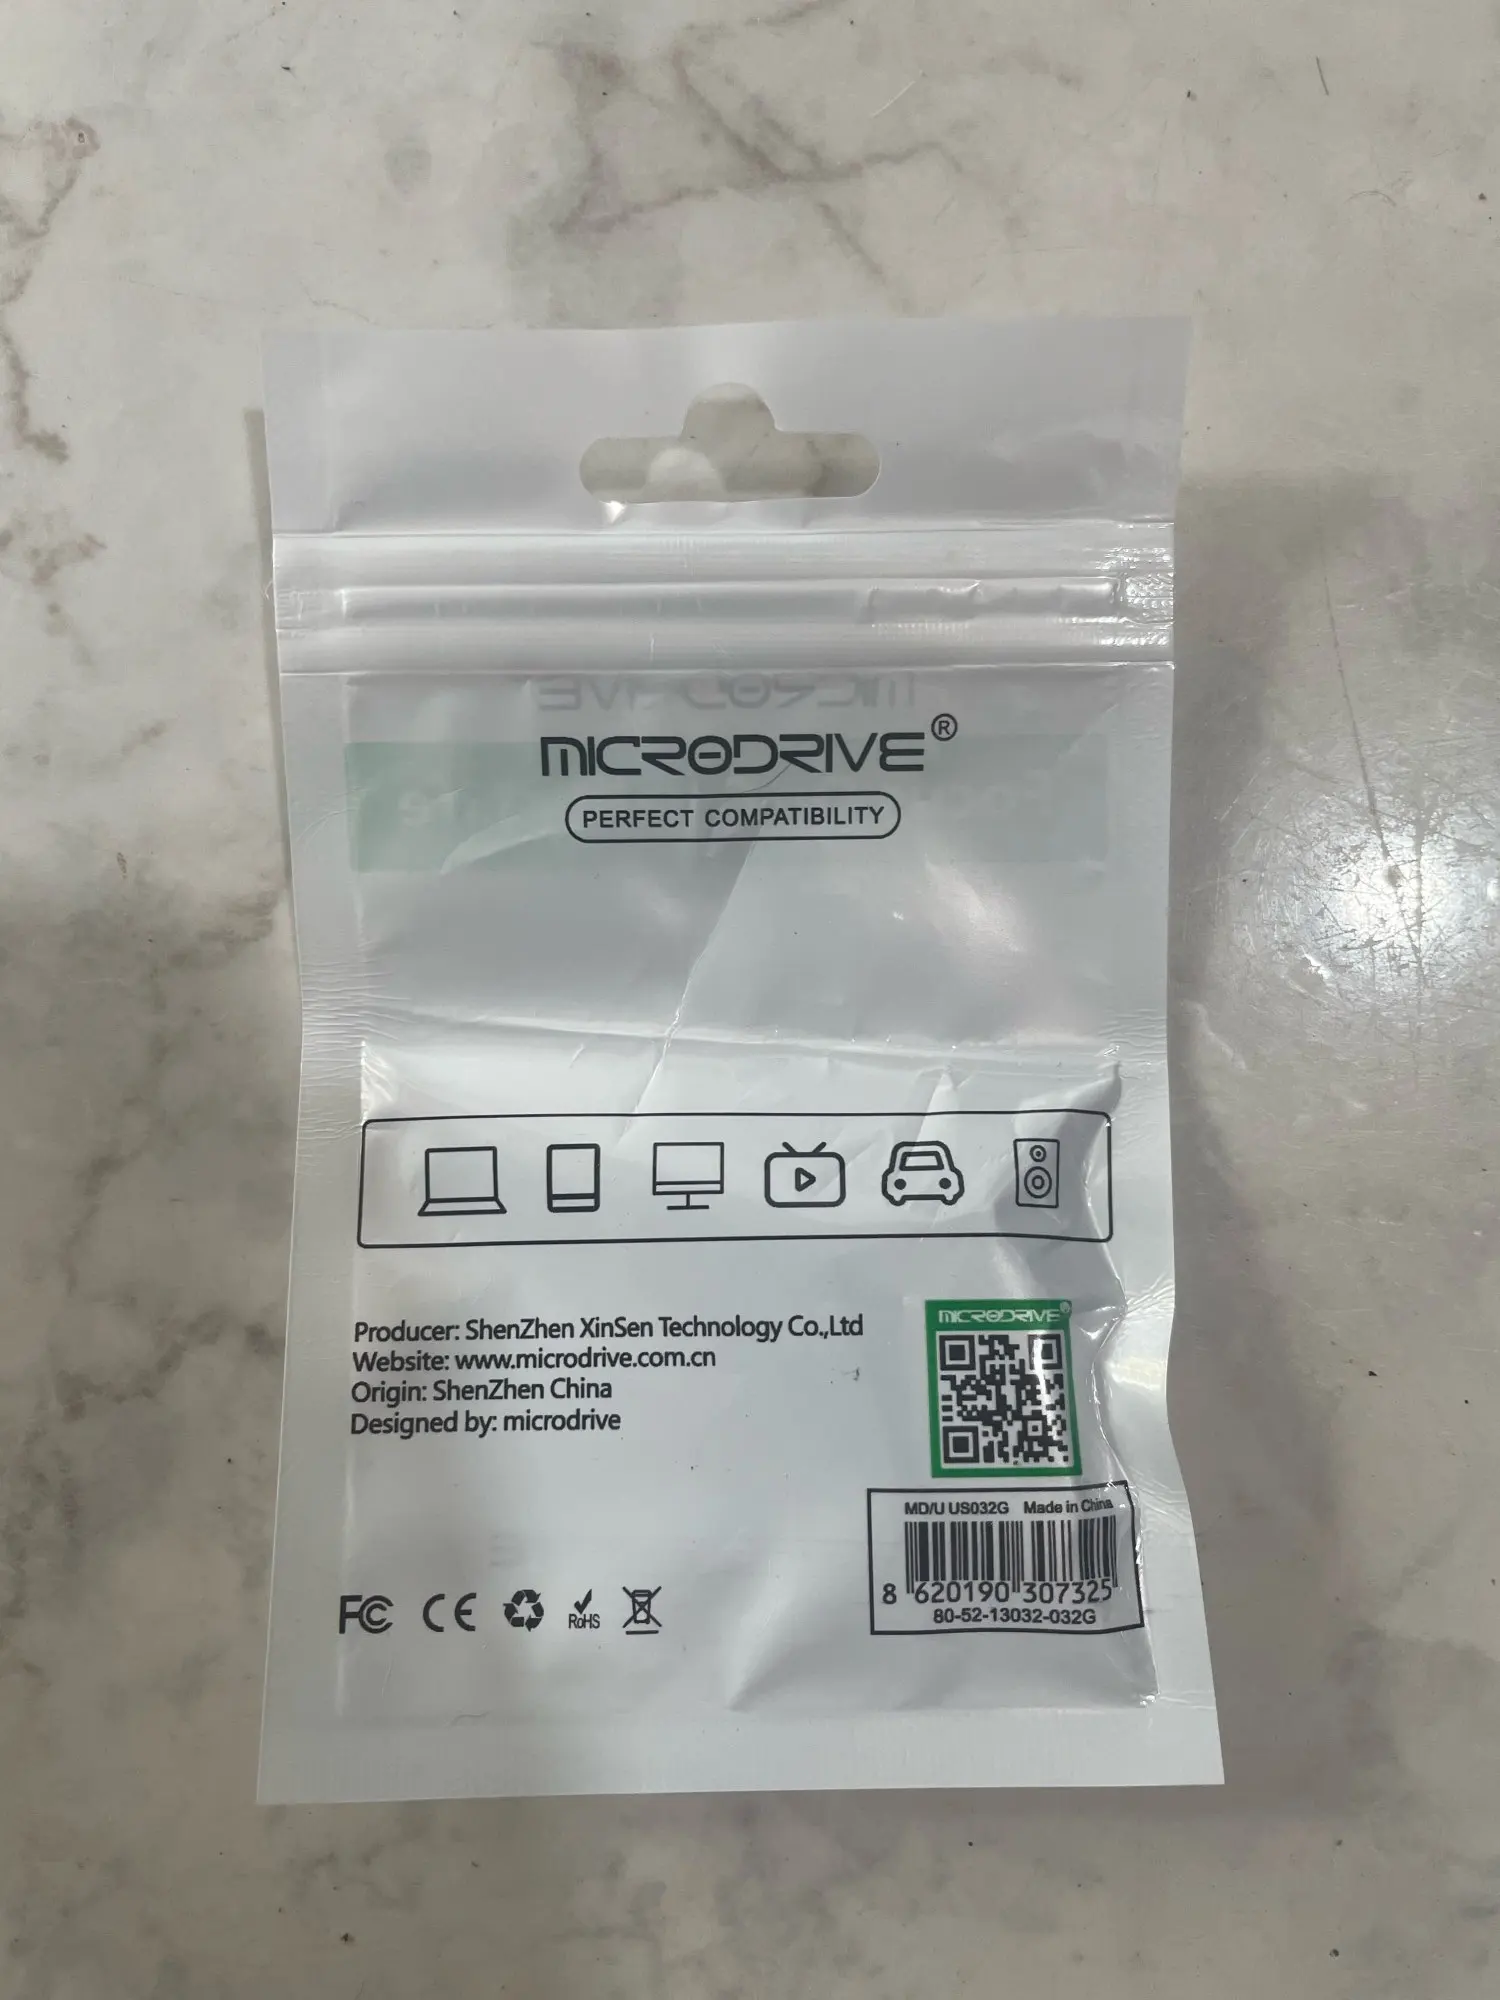 MICRODRIVE®
PERFECT COMPATIBILITY
Producer: ShenZhen XinSen Technology Co.,Ltd
Website: www.microdrive.com.cn
Origin: ShenZhen China
Designed by: microdrive
MICRODRIVE®
MD/U US032G Made in China
8 620190 307325
80-52-13032-032G
FC CE RoHS